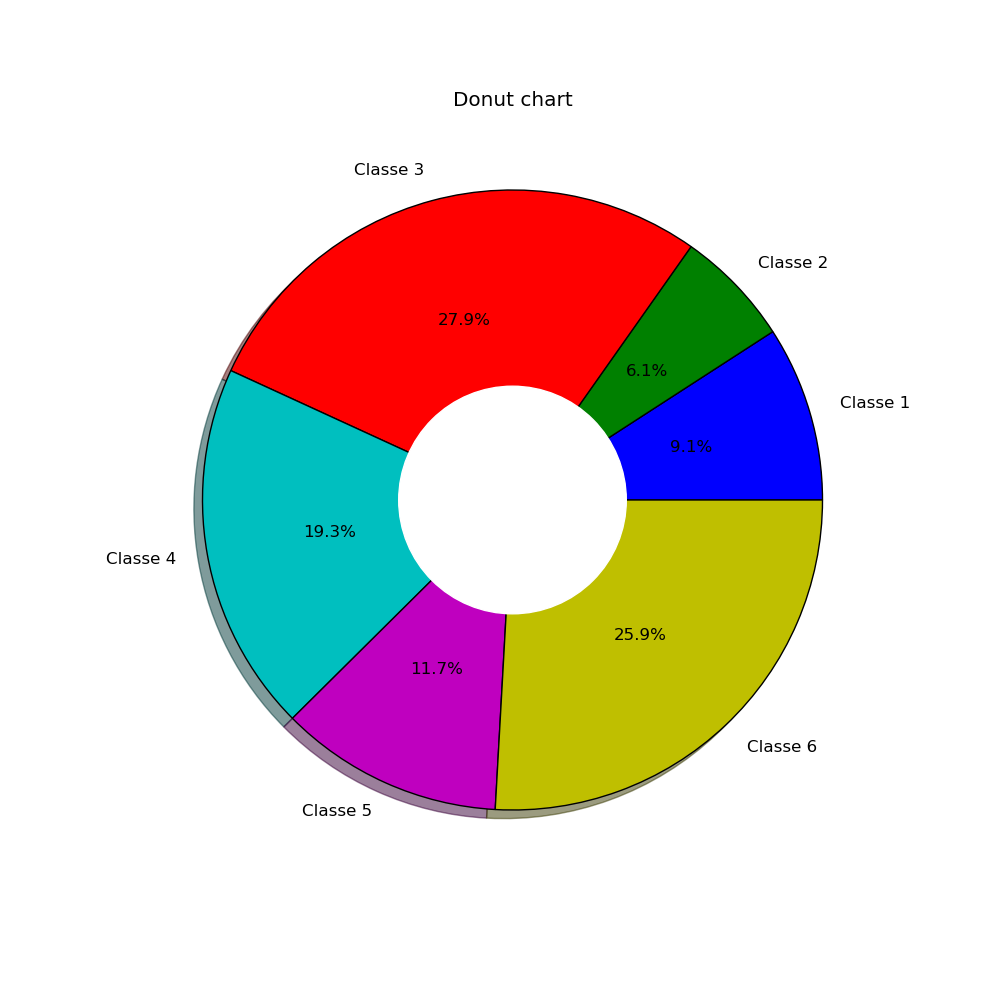 Donut chart
Classe 3
Classe 2
27.9%
6.1%
Classe 1
9.1%
19.3%
Classe 4
25.9%
11.7%
Classe 6
Classe 5